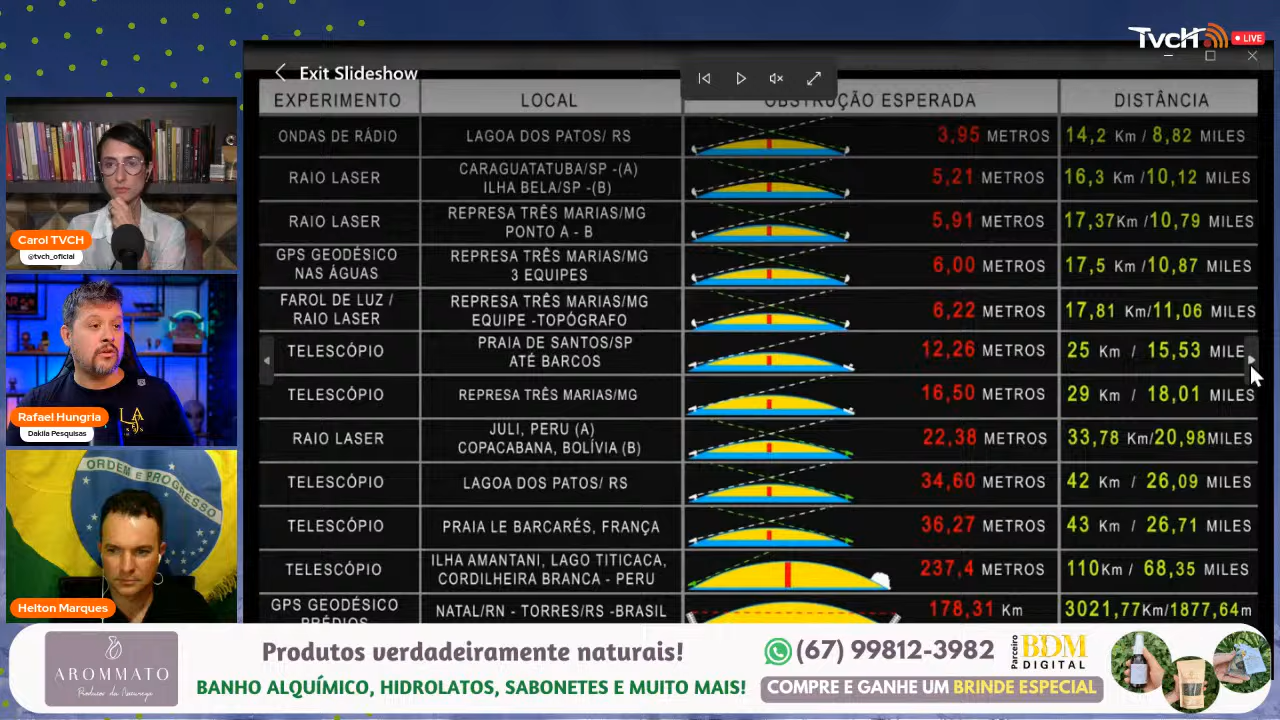 Tvch
LIVE
Exit Slideshow
EXPERIMENTO LOCAL OBSTRUÇÃO ESPERADA DISTÂNCIA
ONDAS DE RÁDIO LAGOA DOS PATOS/ RS 3,95 METROS 14,2 Km / 8,82 MILES
RAIO LASER CARAGUATATUBA/SP -(A) ILHA BELA/SP -(B) 5,21 METROS 16,3 Km /10,12 MILES
RAIO LASER REPRESA TRÊS MARIAS/MG PONTO A - B 5,91 METROS 17,37Km /10,79 MILES
GPS GEODÉSICO NAS ÁGUAS REPRESA TRÊS MARIAS/MG 3 EQUIPES 6,00 METROS 17,5 Km /10,87 MILES
FAROL DE LUZ / RAIO LASER REPRESA TRÊS MARIAS/MG EQUIPE -TOPÓGRAFO 6,22 METROS 17,81 Km/11,06 MILES
TELESCÓPIO PRAIA DE SANTOS/SP ATÉ BARCOS 12,26 METROS 25 Km / 15,53 MILE
TELESCÓPIO REPRESA TRÊS MARIAS/MG 16,50 METROS 29 Km / 18,01 MILES
RAIO LASER JULI, PERU (A) COPACABANA, BOLÍVIA (B) 22,38 METROS 33,78 Km/20,98MILES
TELESCÓPIO LAGOA DOS PATOS/ RS 34,60 METROS 42 Km / 26,09 MILES
TELESCÓPIO PRAIA LE BARCARÉS, FRANÇA 36,27 METROS 43 Km / 26,71 MILES
TELESCÓPIO ILHA AMANTANI, LAGO TITICACA, CORDILHEIRA BRANCA - PERU 237,4 METROS 110Km / 68,35 MILES
GPS GEODÉSICO PRÉDIOS NATAL/RN - TORRES/RS -BRASIL 178,31 Km 3021,77Km/1877,64m
Carol TVCH
@tvch_oficial
Rafael Hungria
Dakila Pesquisas
ORDEM E PROGRESSO
Helton Marques
AROMMATO
Produtos da Natureza
Produtos verdadeiramente naturais!
BANHO ALQUÍMICO, HIDROLATOS, SABONETES E MUITO MAIS!
(67) 99812-3982
Parceiro
BDM
DIGITAL
COMPRE E GANHE UM BRINDE ESPECIAL